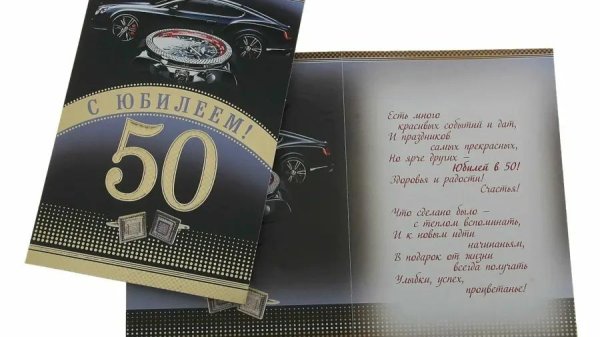 С ЮБИЛЕЕМ!
50
Есть много
красивых событий и дат,
И праздников
самых прекрасных,
Но ярче других –
Юбилей в 50!
Здоровья и радости!
Счастья!
Что сделано было –
с теплом вспоминать,
И к новым идти
начинаньям,
В подарок от жизни
всегда получать
Улыбки, успех,
процветанье!